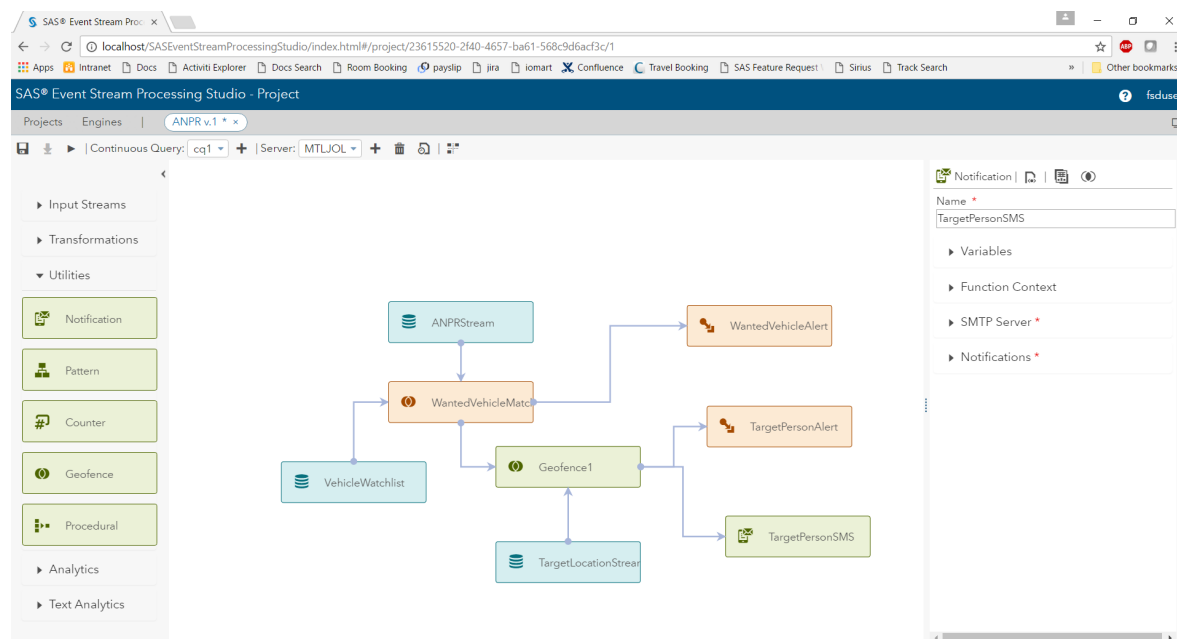 SAS® Event Stream Proc
localhost/SASEventStreamProcessingStudio/index.html#/project/23615520-2f40-4657-ba61-568c9d6acf3c/1
ABP
Apps Intranet Docs Activiti Explorer Docs Search Room Booking payslip jira iomart Confluence Travel Booking SAS Feature Request Sirius Track Search » Other bookmarks
SAS® Event Stream Processing Studio - Project
? fsduse
Projects Engines | ANPR v.1 * ×
Continuous Query: cq1 Server: MTLJOL
Input Streams
Transformations
Utilities
Notification
Pattern
Counter
Geofence
Procedural
Analytics
Text Analytics
ANPRStream
WantedVehicleAlert
WantedVehicleMatc
TargetPersonAlert
Geofence1
VehicleWatchlist
TargetPersonSMS
TargetLocationStrear
Notification
Name *
TargetPersonSMS
Variables
Function Context
SMTP Server *
Notifications *